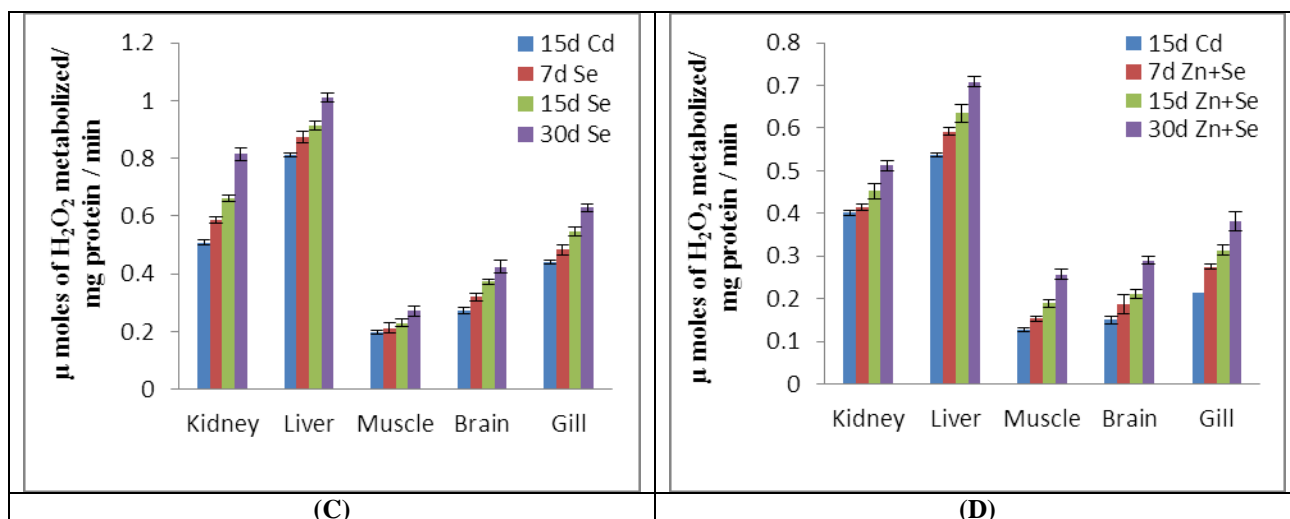 µ moles of H₂O₂ metabolized/
mg protein / min
1.2
1
0.8
0.6
0.4
0.2
0
15d Cd
7d Se
15d Se
30d Se
Kidney Liver Muscle Brain Gill
(C)
µ moles of H₂O₂ metabolized/
mg protein / min
0.8
0.7
0.6
0.5
0.4
0.3
0.2
0.1
0
15d Cd
7d Zn+Se
15d Zn+Se
30d Zn+Se
Kidney Liver Muscle Brain Gill
(D)